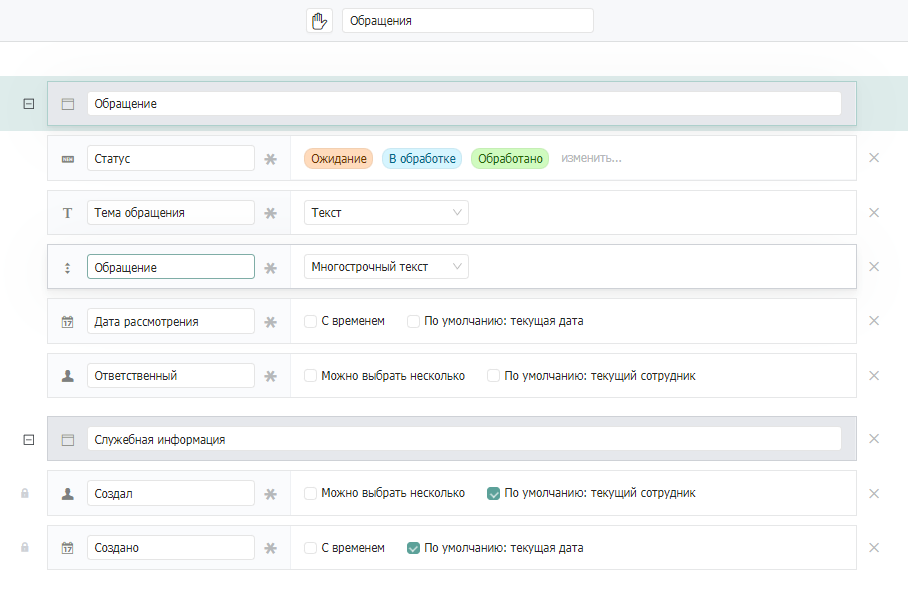 Обращения
Обращение
Статус Ожидание В обработке Обработано изменить...
T Тема обращения Текст
Обращение Многострочный текст
17 Дата рассмотрения С временем По умолчанию: текущая дата
Ответственный Можно выбрать несколько По умолчанию: текущий сотрудник
Служебная информация
Создал Можно выбрать несколько По умолчанию: текущий сотрудник
17 Создано С временем По умолчанию: текущая дата